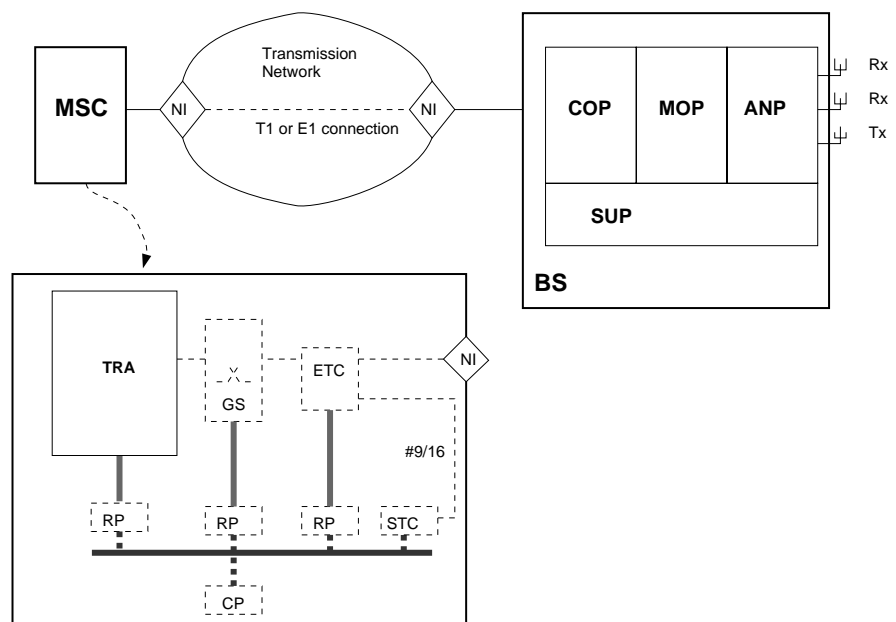 Transmission
Network
MSC
NI
NI
T1 or E1 connection
COP
MOP
ANP
Rx
Rx
Tx
SUP
BS
TRA
GS
ETC
NI
#9/16
RP
RP
RP
STC
CP